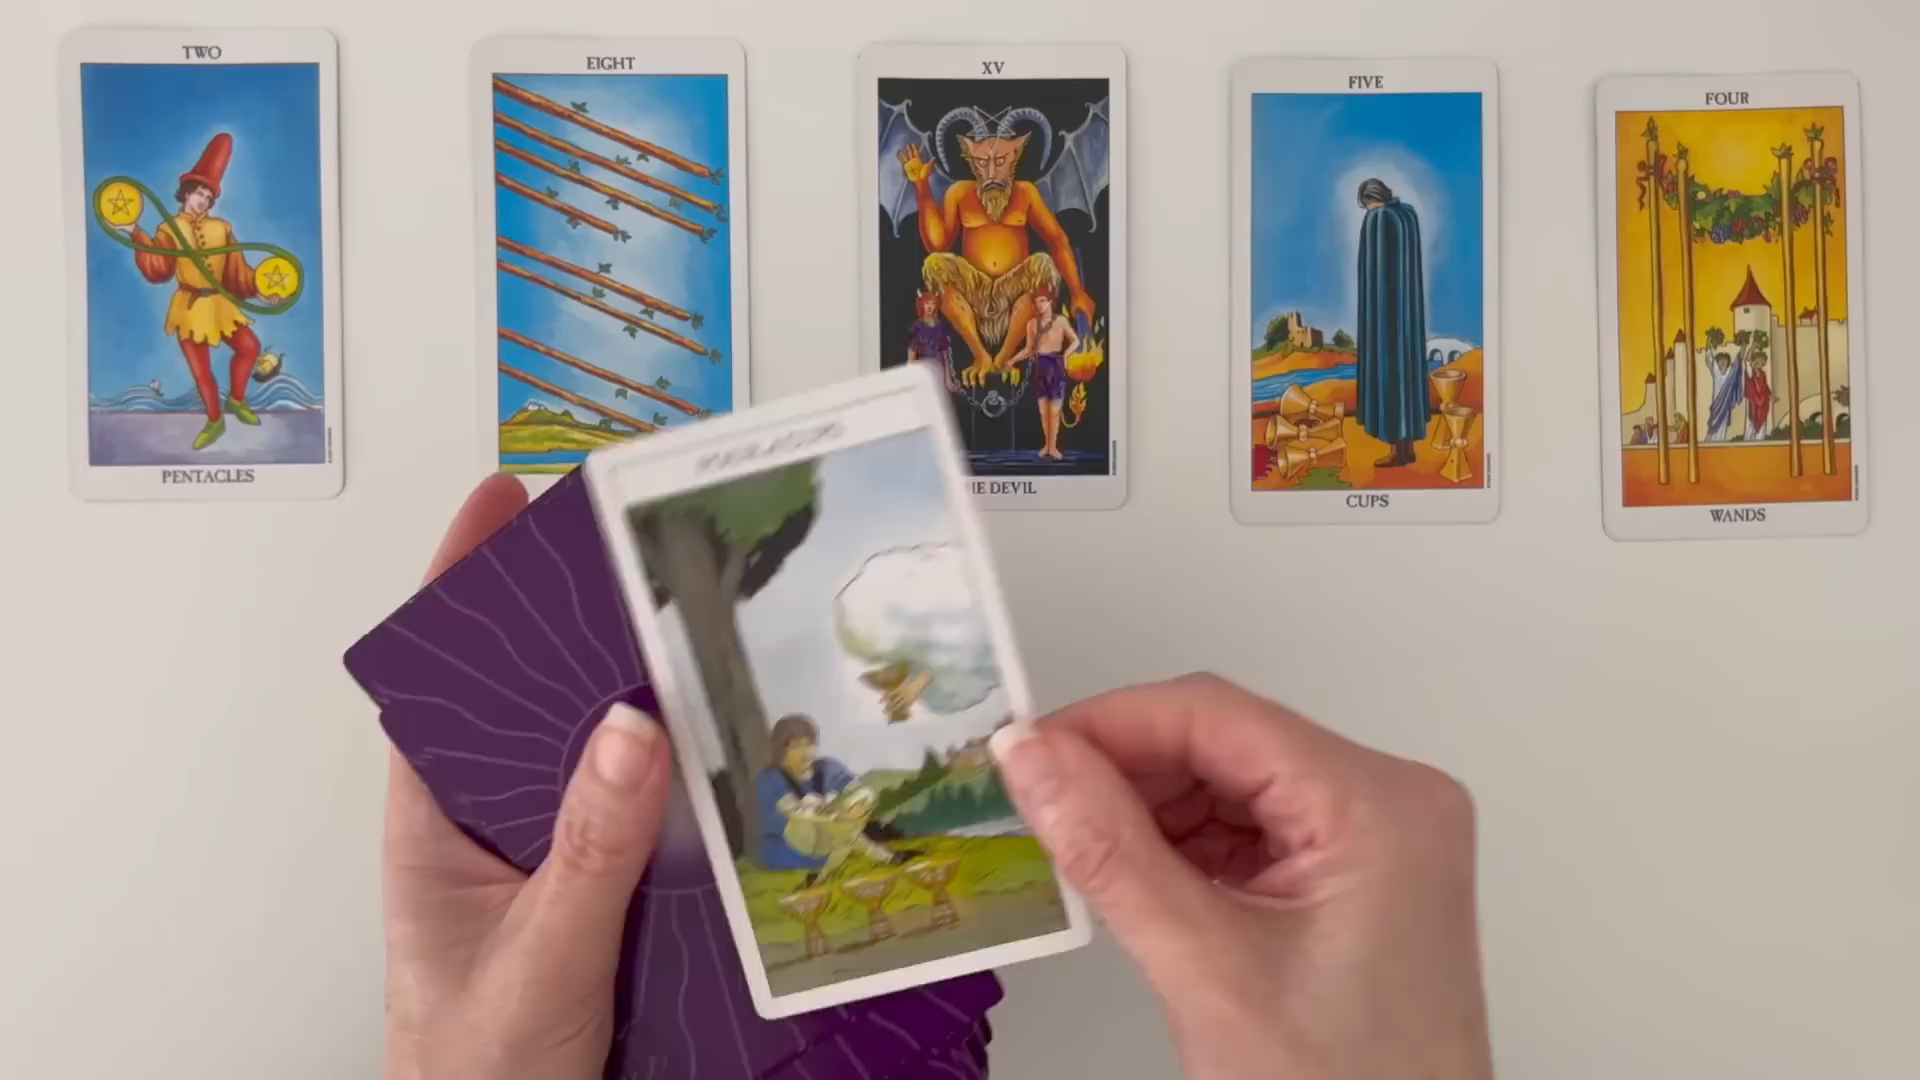 TWO
PENTACLES
EIGHT
XV
HE DEVIL
FIVE
CUPS
FOUR
WANDS